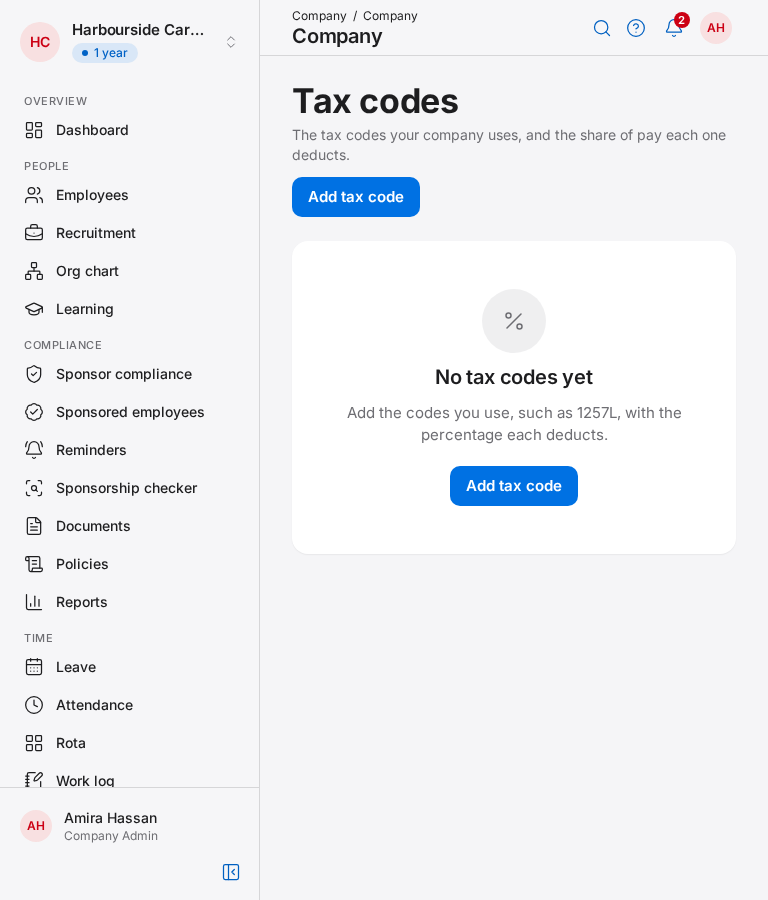 HC
Harbourside Car...
1 year
OVERVIEW
Dashboard
PEOPLE
Employees
Recruitment
Org chart
Learning
COMPLIANCE
Sponsor compliance
Sponsored employees
Reminders
Sponsorship checker
Documents
Policies
Reports
TIME
Leave
Attendance
Rota
Work log
AH
Amira Hassan
Company Admin
Company / Company
Company
2
AH
Tax codes
The tax codes your company uses, and the share of pay each one
deducts.
Add tax code
No tax codes yet
Add the codes you use, such as 1257L, with the
percentage each deducts.
Add tax code